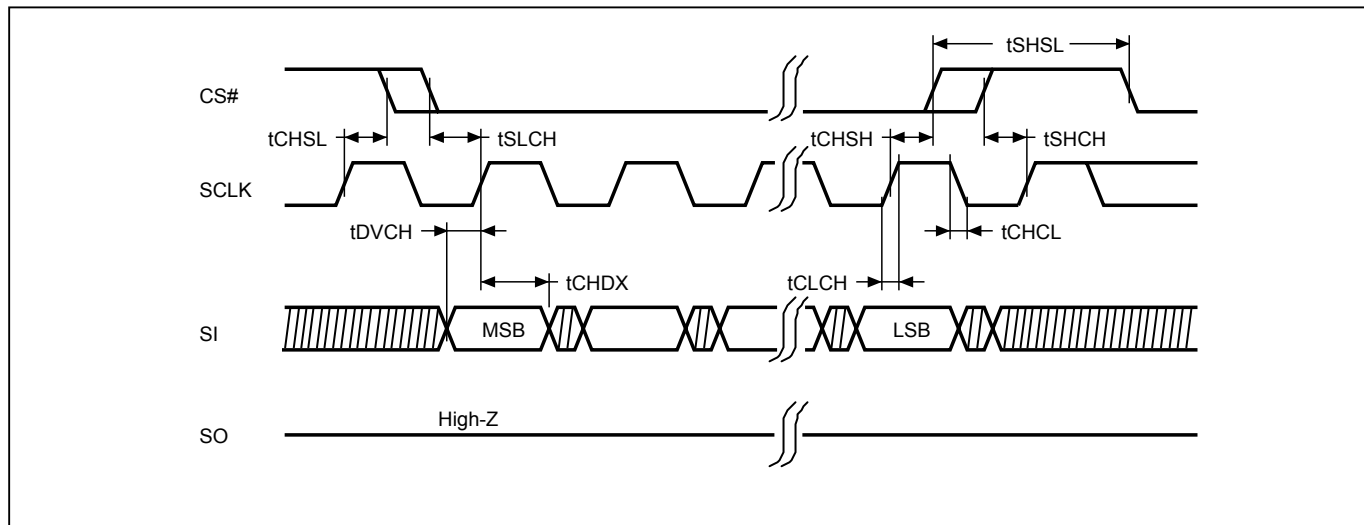 tSHSL
CS#
tCHSL
tSLCH
tCHSH
tSHCH
SCLK
tDVCH
tCHCL
tCHDX
tCLCH
SI
MSB
LSB
High-Z
SO